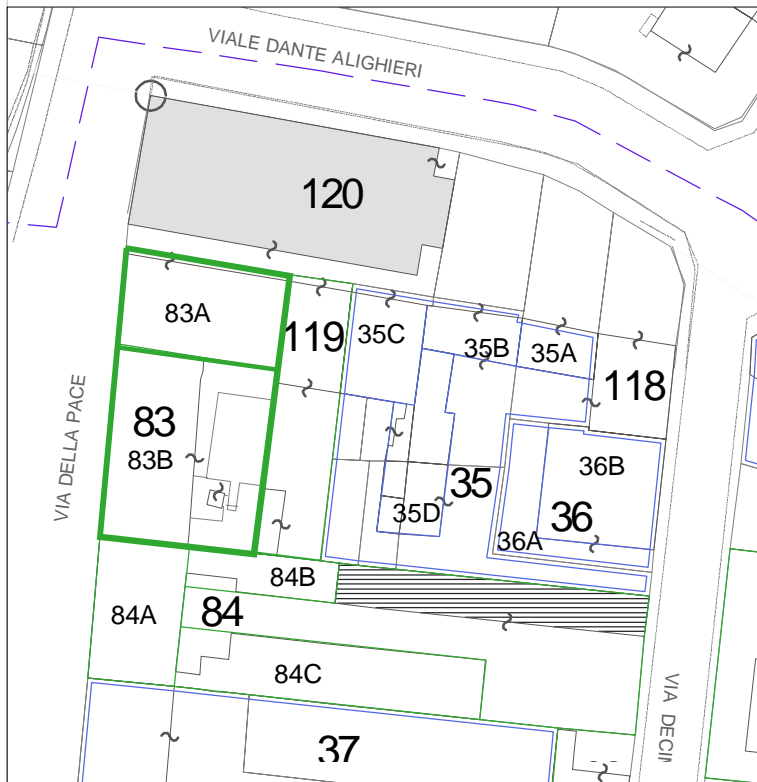 VIALE DANTE ALIGHIERI
120
83A
119
35C
35B
35A
118
83
83B
VIA DELLA PACE
36B
35
35D
36
36A
84B
84A
84
84C
VIA DECI
37